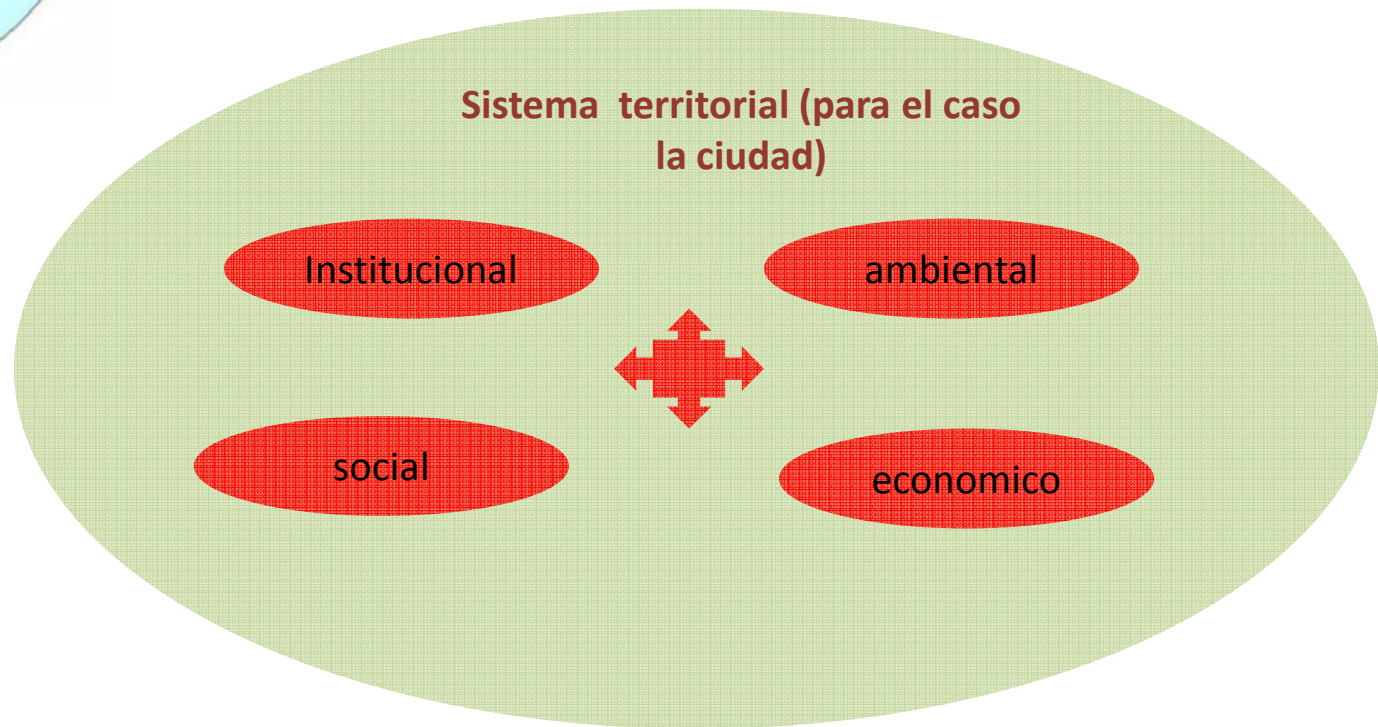 Sistema territorial (para el caso
la ciudad)
Institucional
ambiental
social
economico